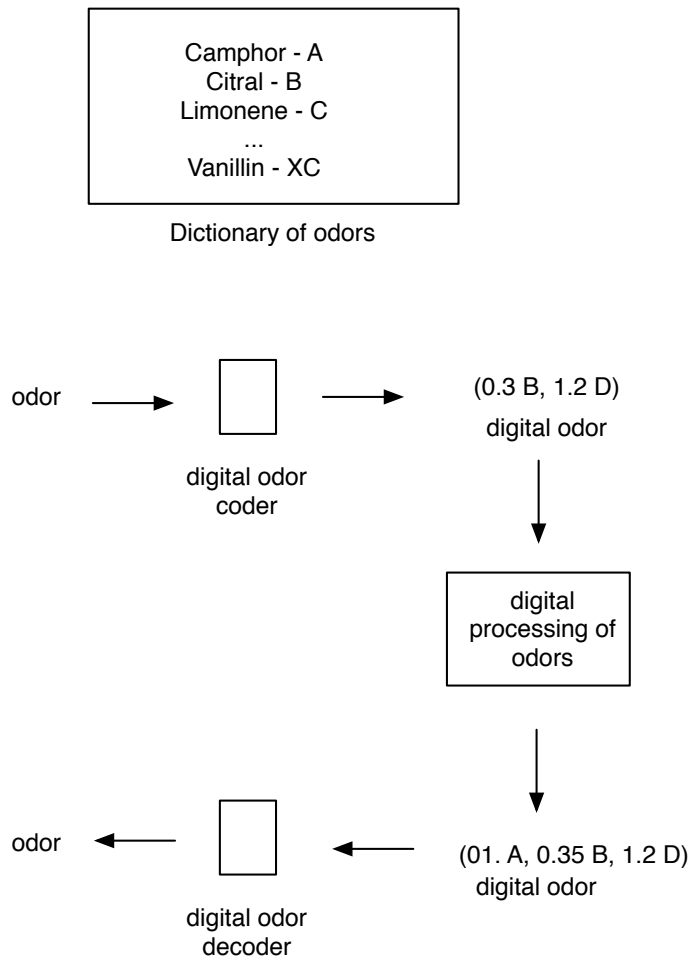 Camphor - A
Citral - B
Limonene - C
...
Vanillin - XC
Dictionary of odors
odor
digital odor
coder
(0.3 B, 1.2 D)
digital odor
digital
processing of
odors
(01. A, 0.35 B, 1.2 D)
digital odor
digital odor
decoder
odor